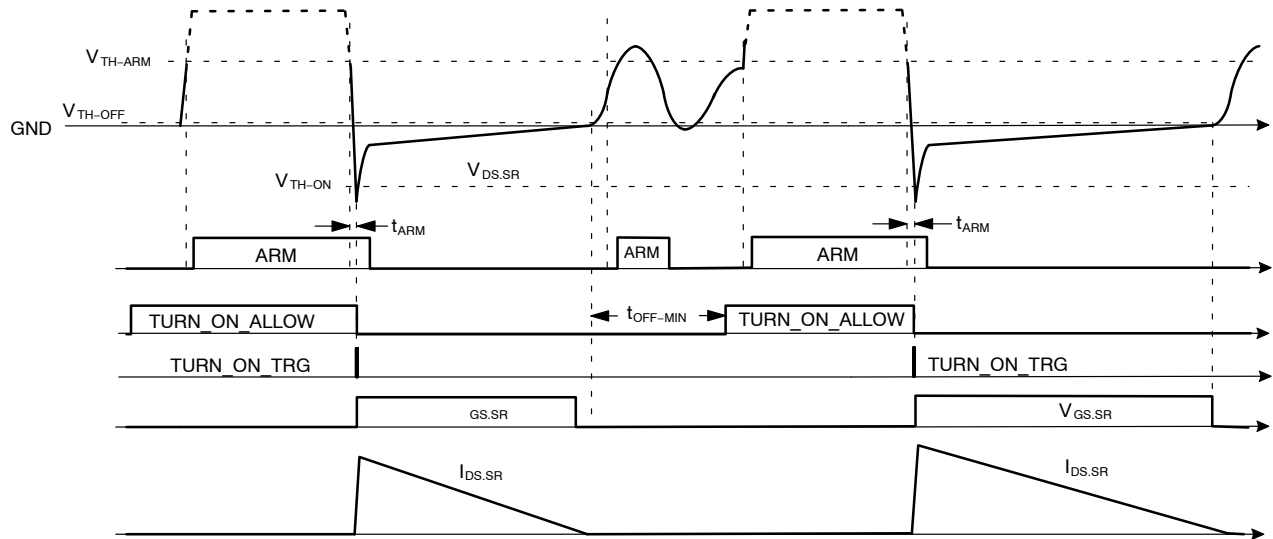 VTH−ARM
VTH−OFF
GND
VTH−ON
VDS.SR
tARM
tARM
ARM
ARM
ARM
TURN_ON_ALLOW
tOFF−MIN
TURN_ON_ALLOW
TURN_ON_TRG
TURN_ON_TRG
GS.SR
VGS.SR
IDS.SR
IDS.SR